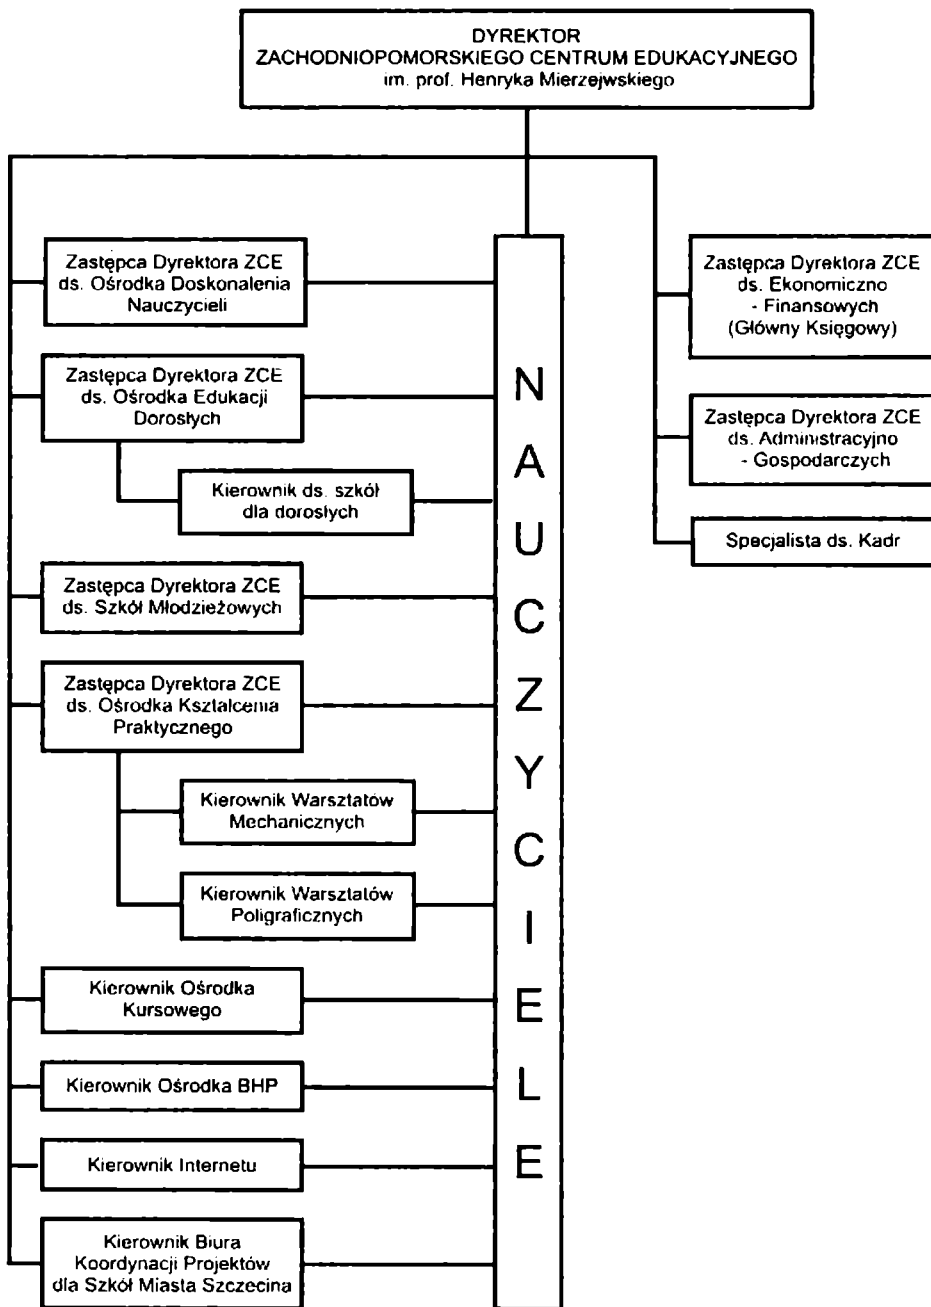 DYREKTOR
ZACHODNIOPOMORSKIEGO CENTRUM EDUKACYJNEGO
im. prof. Henryka Mierzejwskiego
Zastępca Dyrektora ZCE
ds. Ośrodka Doskonalenia
Nauczycieli
Zastępca Dyrektora ZCE
ds. Ośrodka Edukacji
Dorosłych
Kierownik ds. szkół
dla dorosłych
Zastępca Dyrektora ZCE
ds. Szkół Młodzieżowych
Zastępca Dyrektora ZCE
ds. Ośrodka Kształcenia
Praktycznego
Kierownik Warsztatów
Mechanicznych
Kierownik Warsztatów
Poligraficznych
Kierownik Ośrodka
Kursowego
Kierownik Ośrodka BHP
Kierownik Internetu
Kierownik Biura
Koordynacji Projektów
dla Szkół Miasta Szczecina
NAUCZYCIELE
Zastępca Dyrektora ZCE
ds. Ekonomiczno
- Finansowych
(Główny Księgowy)
Zastępca Dyrektora ZCE
ds. Administracyjno
- Gospodarczych
Specjalista ds. Kadr